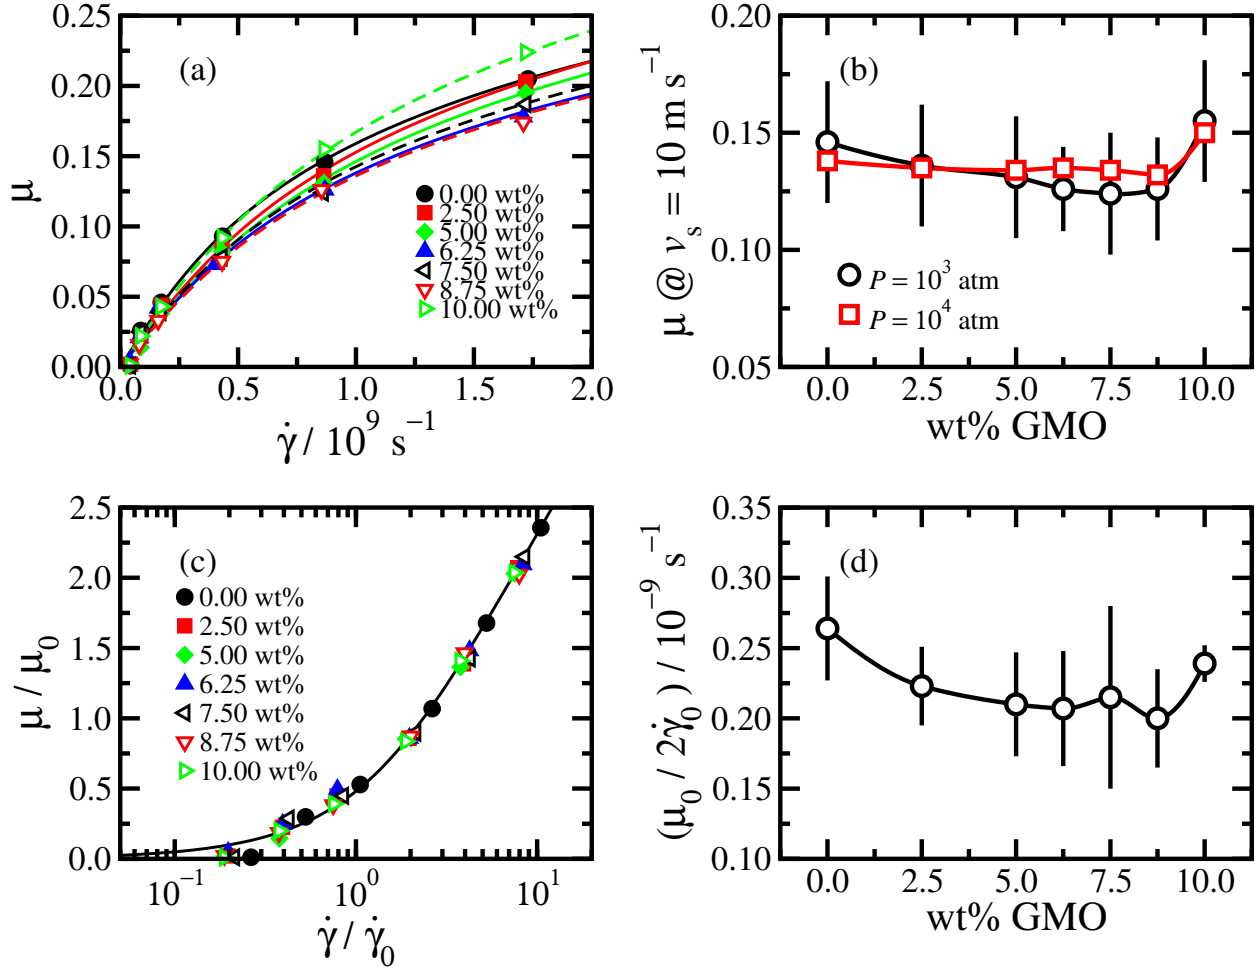 0.25
0.20
0.15
0.10
0.05
0.00
μ
(a)
0.00 wt%
2.50 wt%
5.00 wt%
6.25 wt%
7.50 wt%
8.75 wt%
10.00 wt%
0.0 0.5 1.0 1.5 2.0
γ̇ / 10⁹ s⁻¹
0.20
0.15
0.10
0.05
μ @ vₛ = 10 m s⁻¹
(b)
P = 10³ atm
P = 10⁴ atm
0.0 2.5 5.0 7.5 10.0
wt% GMO
2.5
2.0
1.5
1.0
0.5
0.0
μ / μ₀
(c)
0.00 wt%
2.50 wt%
5.00 wt%
6.25 wt%
7.50 wt%
8.75 wt%
10.00 wt%
10⁻¹ 10⁰ 10¹
γ̇ / γ̇₀
0.35
0.30
0.25
0.20
0.15
0.10
(μ₀ / 2γ̇₀) / 10⁻⁹ s⁻¹
(d)
0.0 2.5 5.0 7.5 10.0
wt% GMO